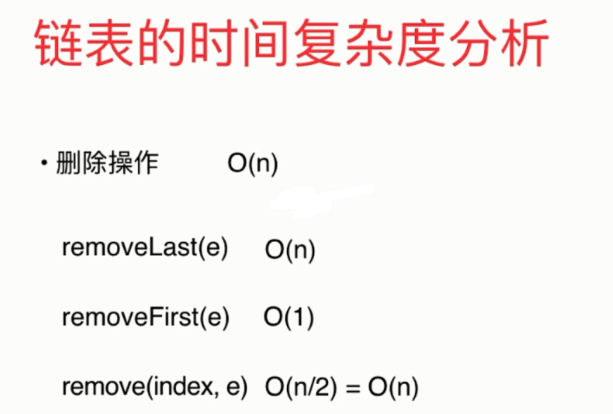 链表的时间复杂度分析
• 删除操作 O(n)
removeLast(e) O(n)
removeFirst(e) O(1)
remove(index, e) O(n/2) = O(n)